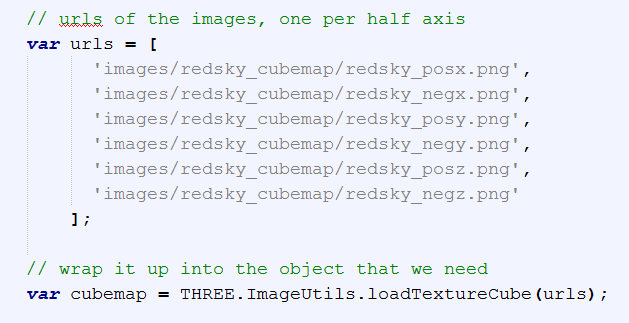 // urls of the images, one per half axis
var urls = [
'images/redsky_cubemap/redsky_posx.png',
'images/redsky_cubemap/redsky_negx.png',
'images/redsky_cubemap/redsky_posy.png',
'images/redsky_cubemap/redsky_negy.png',
'images/redsky_cubemap/redsky_posz.png',
'images/redsky_cubemap/redsky_negz.png'
];
// wrap it up into the object that we need
var cubemap = THREE.ImageUtils.loadTextureCube(urls);